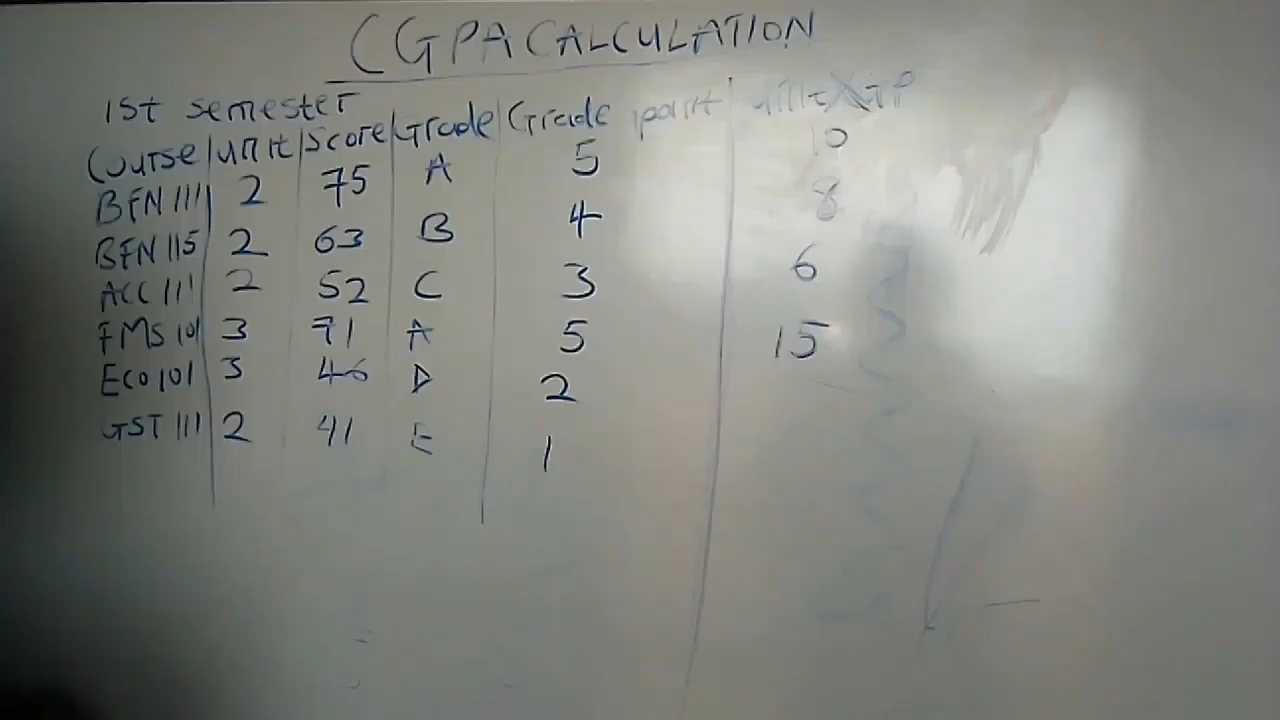 CGPA CALCULATION
1st semester
Course unit Score Grade Grade point unit X GP
BFN 111 2 75 A 5 10
BFN 115 2 63 B 4 8
ACC 111 2 52 C 3 6
FMS 101 3 71 A 5 15
Eco 101 3 46 D 2
GST 111 2 41 E 1